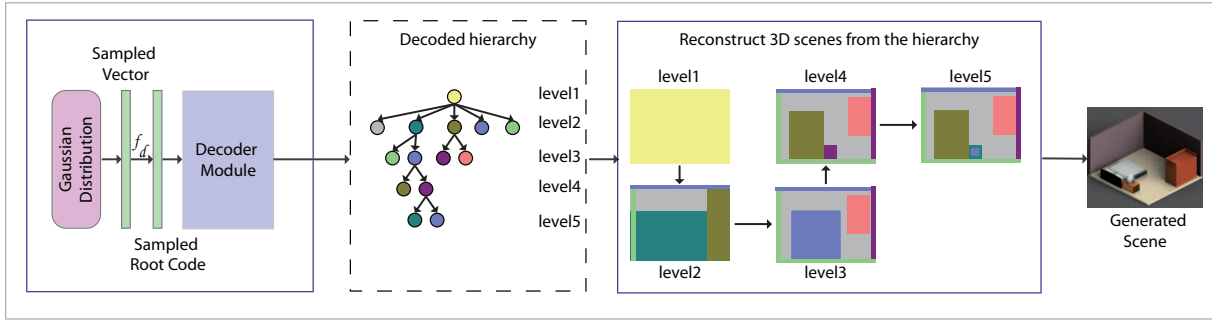 Sampled
Vector
Gaussian
Distribution
f_d
Decoder
Module
Sampled
Root Code
Decoded hierarchy
level1
level2
level3
level4
level5
Reconstruct 3D scenes from the hierarchy
level1
level4
level5
level2
level3
Generated
Scene